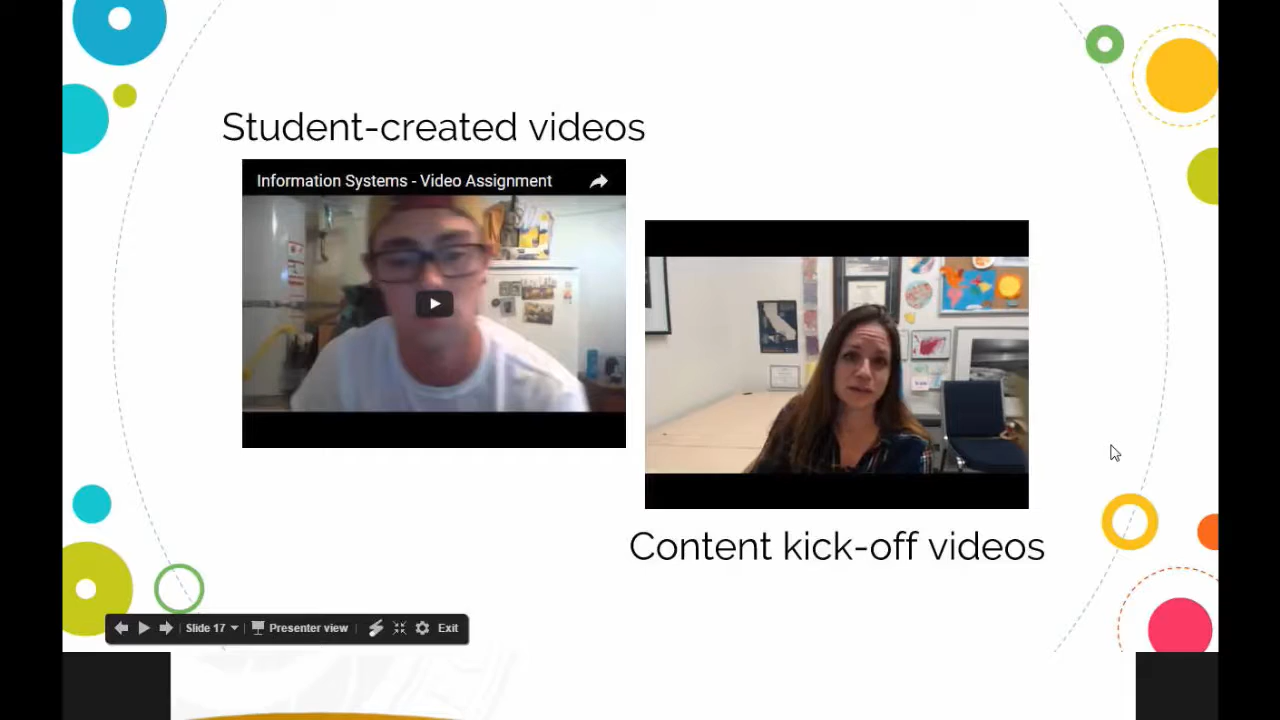 Student-created videos
Information Systems - Video Assignment
Content kick-off videos
Slide 17
Presenter view
Exit